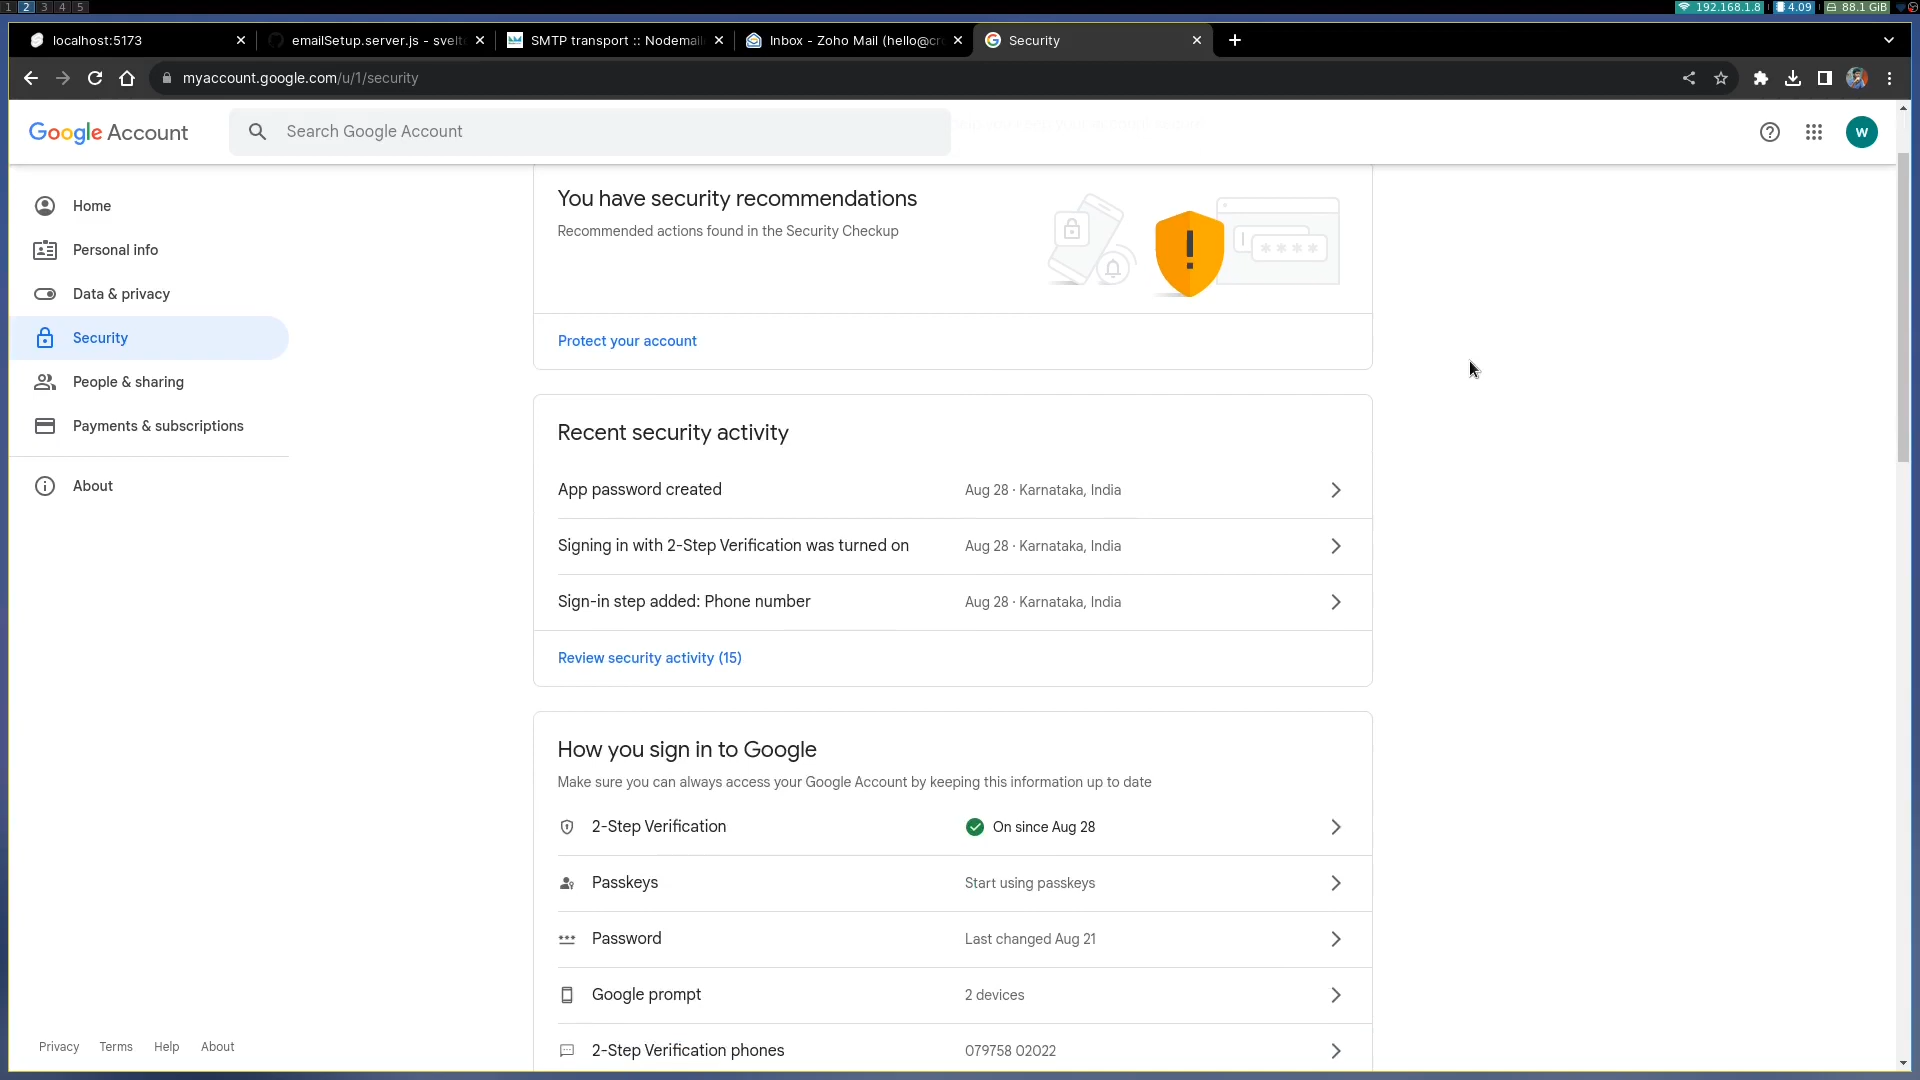 1 2 3 4 5
192.168.1.8 4.09 88.1 GiB
localhost:5173
emailSetup.server.js - svelt
SMTP transport :: Nodemail
Inbox - Zoho Mail (hello@cr
Security
myaccount.google.com/u/1/security
Google Account
Search Google Account
W
Home
Personal info
Data & privacy
Security
People & sharing
Payments & subscriptions
About
You have security recommendations
Recommended actions found in the Security Checkup
Protect your account
Recent security activity
App password created
Aug 28 · Karnataka, India
Signing in with 2-Step Verification was turned on
Aug 28 · Karnataka, India
Sign-in step added: Phone number
Aug 28 · Karnataka, India
Review security activity (15)
How you sign in to Google
Make sure you can always access your Google Account by keeping this information up to date
2-Step Verification
On since Aug 28
Passkeys
Start using passkeys
Password
Last changed Aug 21
Google prompt
2 devices
2-Step Verification phones
079758 02022
Privacy Terms Help About